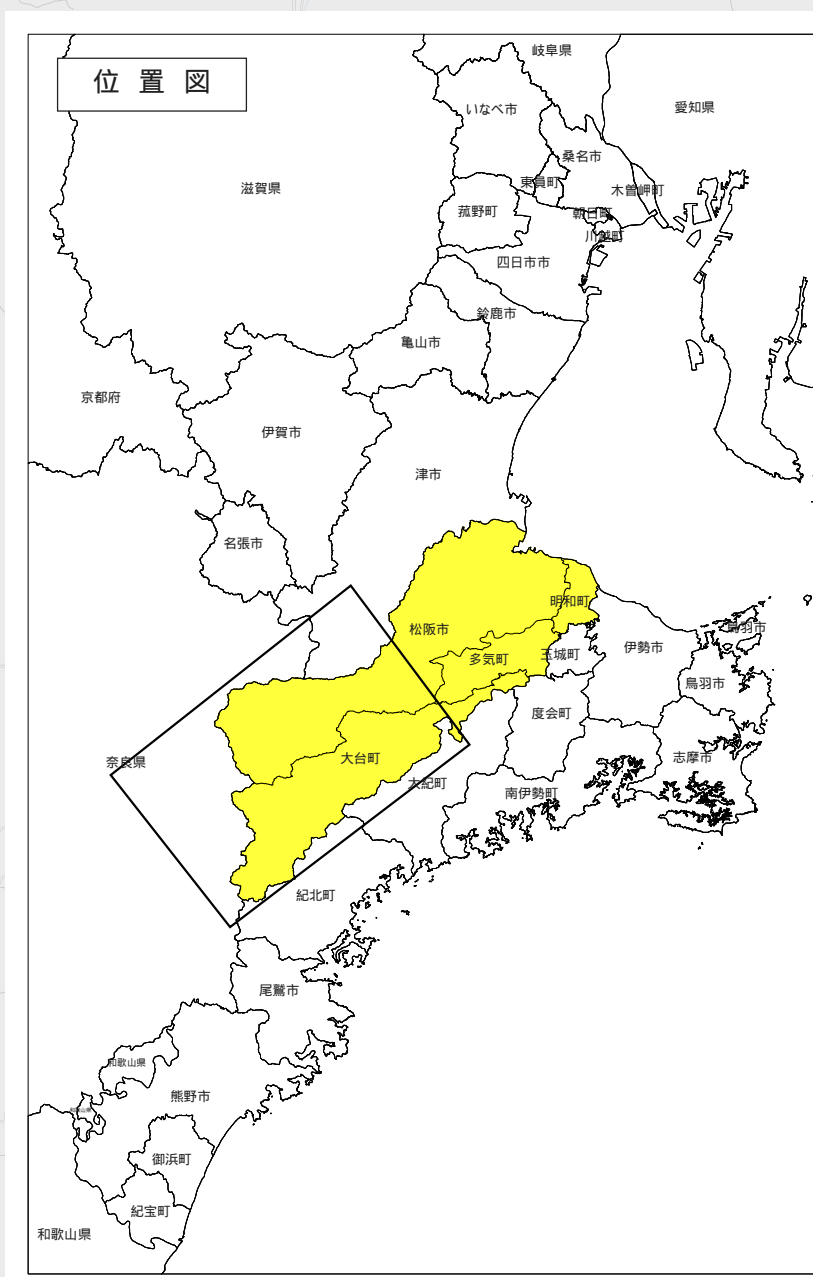 位置図
岐阜県
愛知県
いなべ市
桑名市
東員町
木曽岬町
滋賀県
菰野町
朝日町
川越町
四日市市
鈴鹿市
亀山市
京都府
伊賀市
津市
名張市
明和町
松阪市
鳥羽市
伊勢市
多気町
玉城町
鳥羽市
度会町
奈良県
大台町
志摩市
大紀町
南伊勢町
紀北町
尾鷲市
和歌山県
熊野市
和歌山県
御浜町
紀宝町
和歌山県